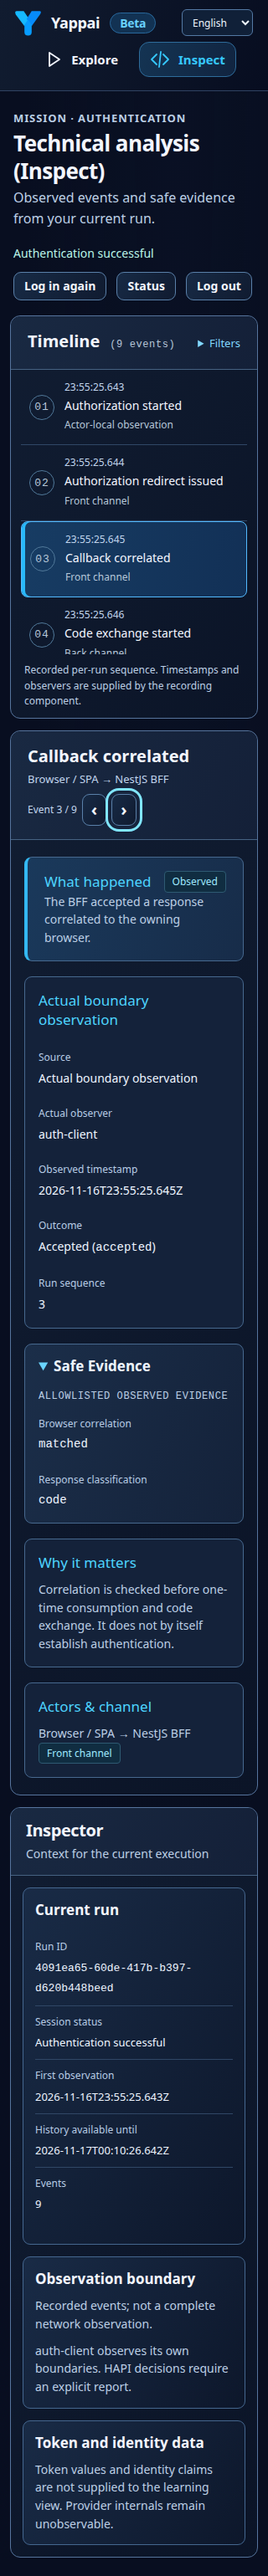 Yappai
Beta
English
Explore
Inspect
MISSION · AUTHENTICATION
Technical analysis
(Inspect)
Observed events and safe evidence
from your current run.
Authentication successful
Log in again
Status
Log out
Timeline (9 events)
Filters
23:55:25.643
01
Authorization started
Actor-local observation
23:55:25.644
02
Authorization redirect issued
Front channel
23:55:25.645
03
Callback correlated
Front channel
23:55:25.646
04
Code exchange started
Back channel
Recorded per-run sequence. Timestamps and
observers are supplied by the recording
component.
Callback correlated
Browser / SPA → NestJS BFF
Event 3 / 9
‹
›
What happened
Observed
The BFF accepted a response
correlated to the owning
browser.
Actual boundary
observation
Source
Actual boundary observation
Actual observer
auth-client
Observed timestamp
2026-11-16T23:55:25.645Z
Outcome
Accepted (accepted)
Run sequence
3
Safe Evidence
ALLOWLISTED OBSERVED EVIDENCE
Browser correlation
matched
Response classification
code
Why it matters
Correlation is checked before one-
time consumption and code
exchange. It does not by itself
establish authentication.
Actors & channel
Browser / SPA → NestJS BFF
Front channel
Inspector
Context for the current execution
Current run
Run ID
4091ea65-60de-417b-b397-
d620b448beed
Session status
Authentication successful
First observation
2026-11-16T23:55:25.643Z
History available until
2026-11-17T00:10:26.642Z
Events
9
Observation boundary
Recorded events; not a complete
network observation.
auth-client observes its own
boundaries. HAPI decisions require
an explicit report.
Token and identity data
Token values and identity claims
are not supplied to the learning
view. Provider internals remain
unobservable.